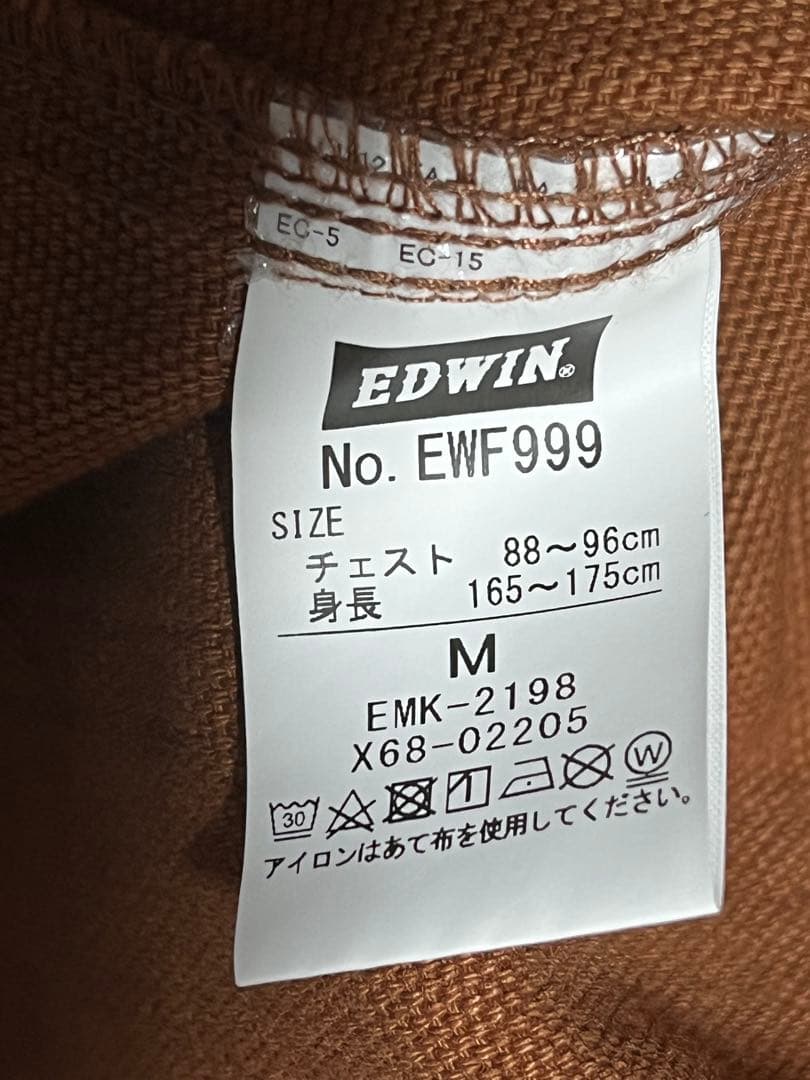 EC-5 EC-15
EDWIN®
No. EWF999
SIZE
チェスト 88～96cm
身長 165～175cm
M
EMK-2198
X68-02205
30 W
アイロンはあて布を使用してください。